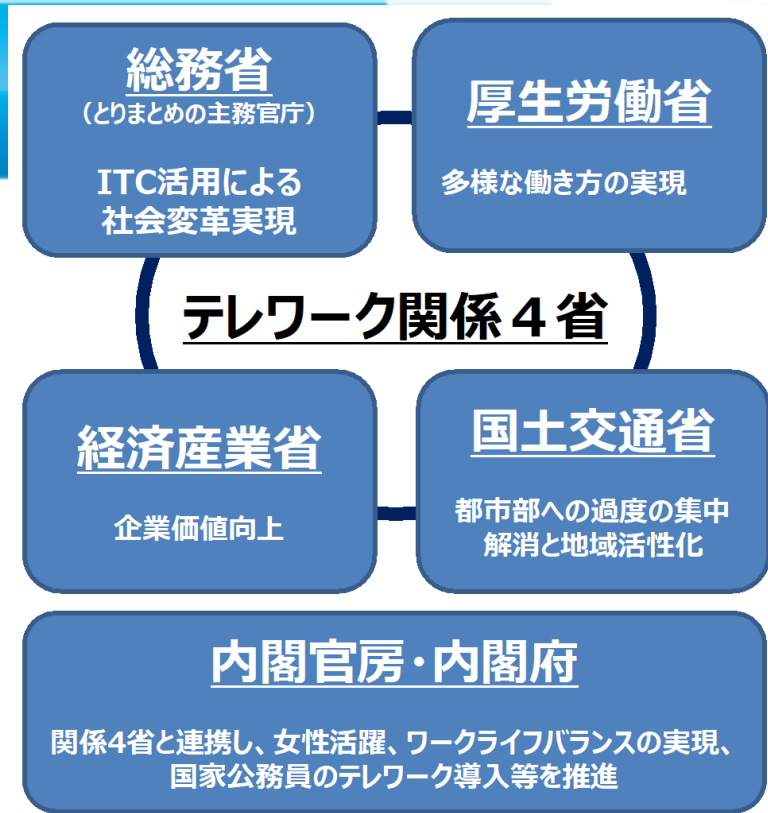 総務省
（とりまとめの主務官庁）
ITC活用による
社会変革実現
厚生労働省
多様な働き方の実現
テレワーク関係４省
経済産業省
企業価値向上
国土交通省
都市部への過度の集中
解消と地域活性化
内閣官房・内閣府
関係4省と連携し、女性活躍、ワークライフバランスの実現、
国家公務員のテレワーク導入等を推進